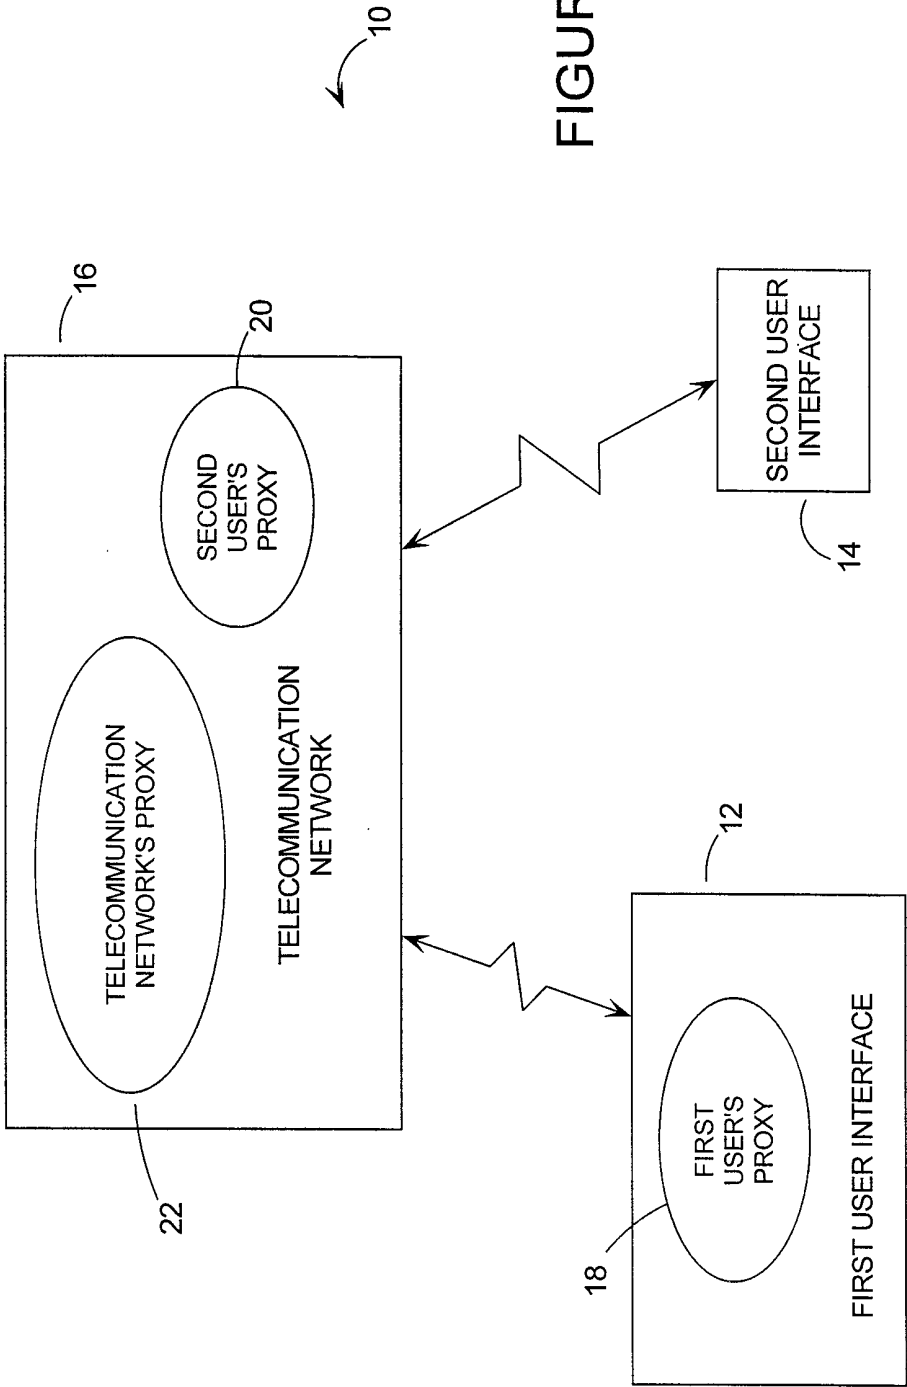 16
TELECOMMUNICATION
NETWORK'S PROXY
22
SECOND
USER'S
PROXY
20
TELECOMMUNICATION
NETWORK
10
FIGUR
18
FIRST
USER'S
PROXY
12
FIRST USER INTERFACE
SECOND USER
INTERFACE
14